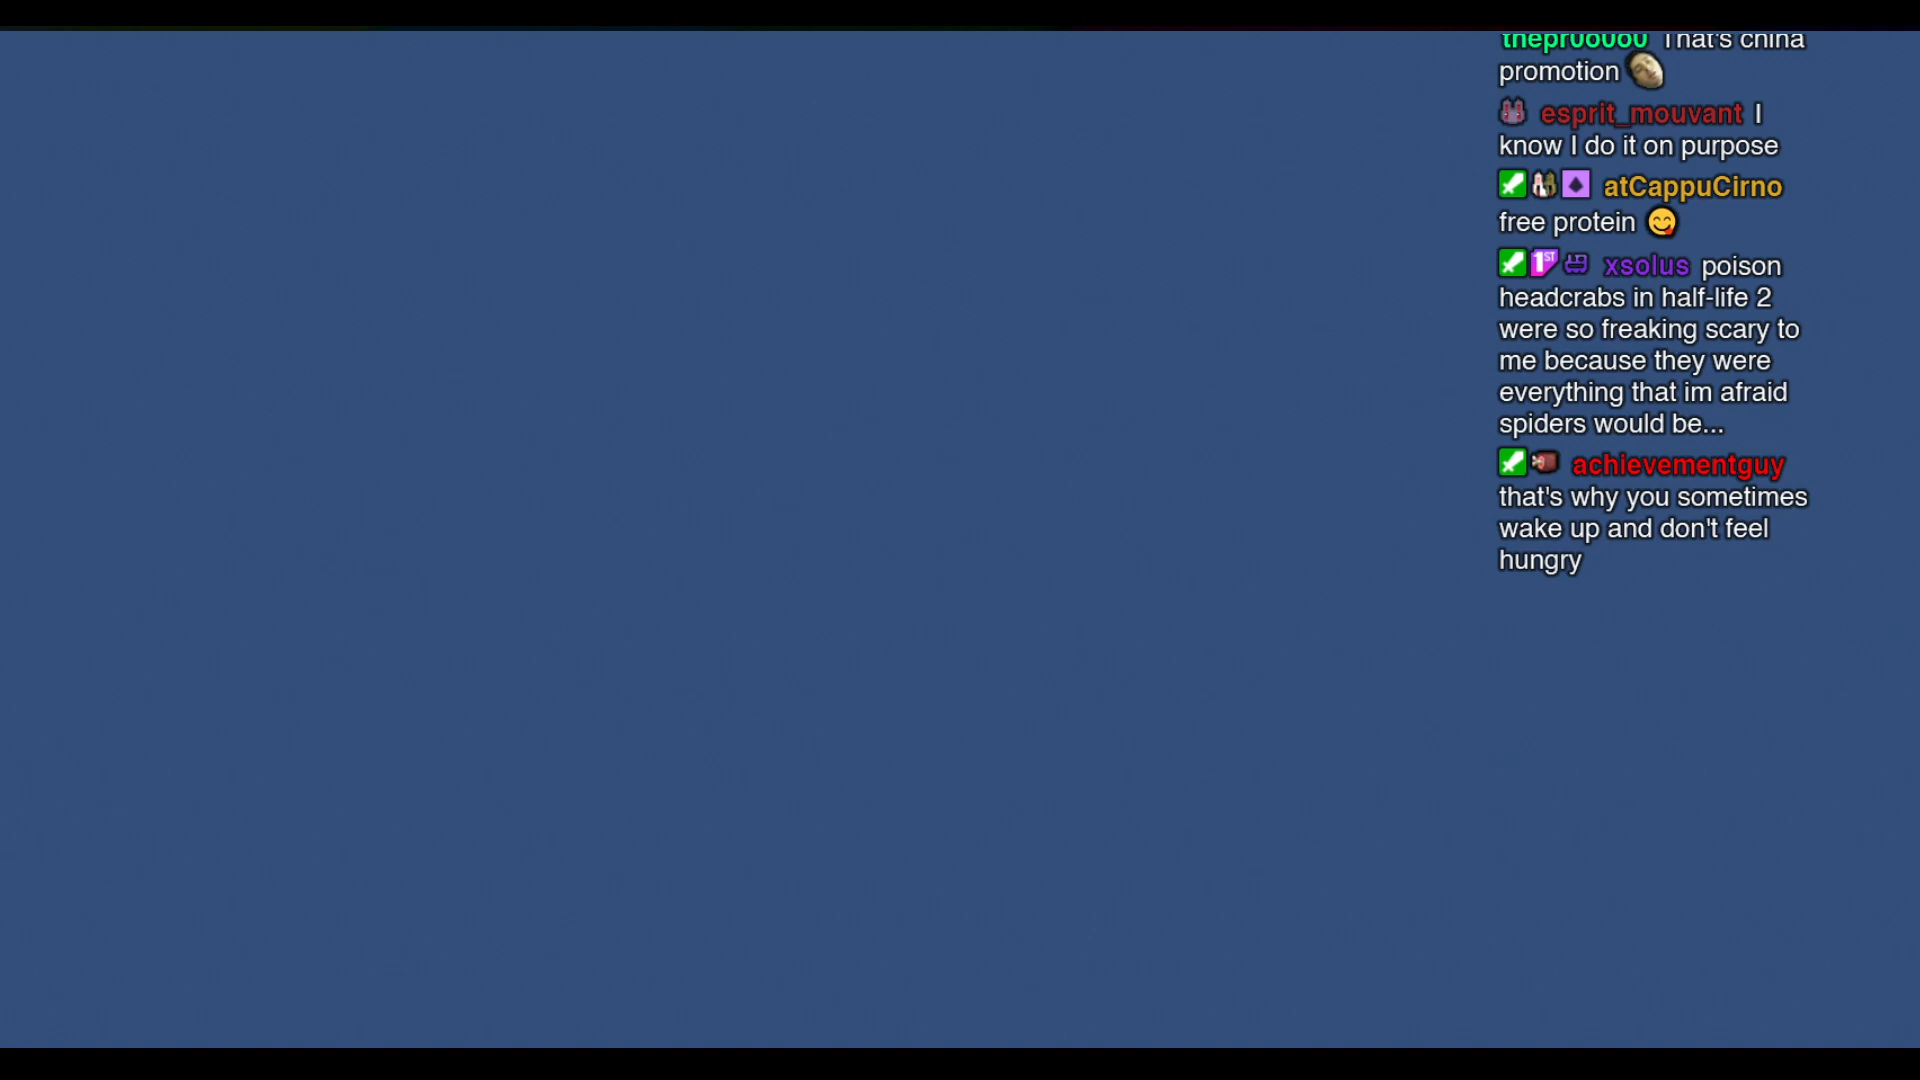 thepr0o0o0 That's china
promotion
esprit_mouvant I
know I do it on purpose
atCappuCirno
free protein 😋
1ST xsolus poison
headcrabs in half-life 2
were so freaking scary to
me because they were
everything that im afraid
spiders would be...
achievementguy
that's why you sometimes
wake up and don't feel
hungry